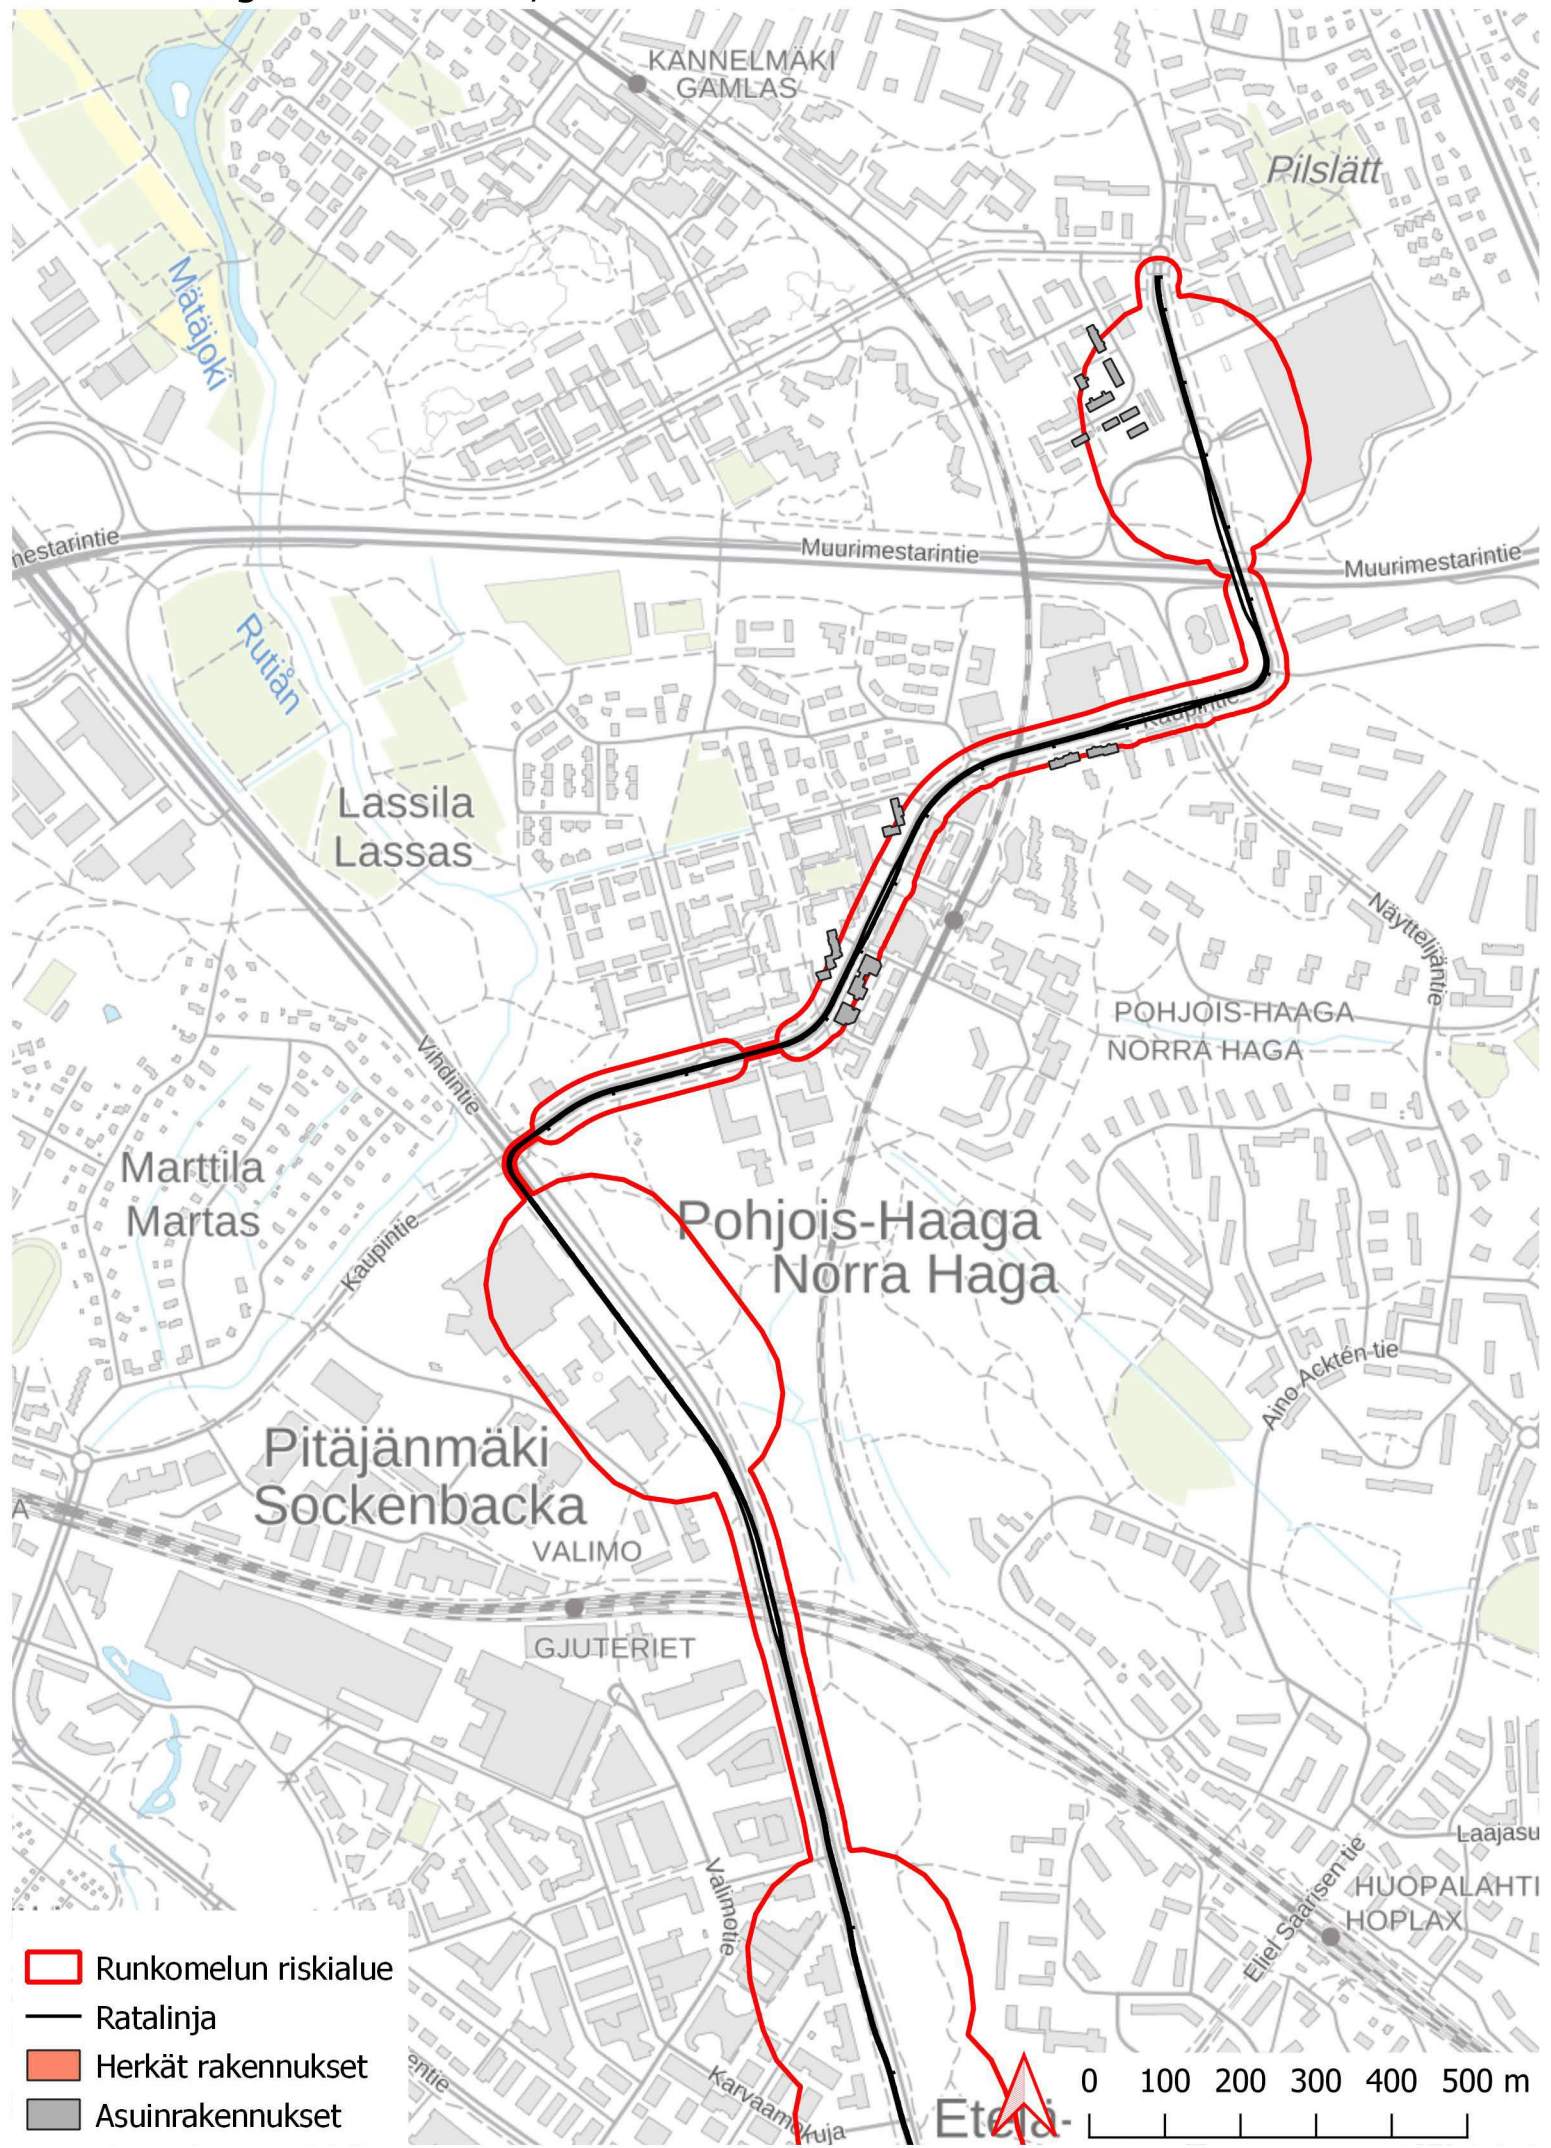 KANNELMÄKI
GAMLAS
Pilslätt
Mätäjoki
Muurimestarintie
Muurimestarintie
Rutiån
Kaupintie
Lassila
Lassas
Näyttelijäntie
POHJOIS-HAAGA
NORRA HAGA
Vihdintie
Marttila
Martas
Kaupintie
Pohjois-Haaga
Norra Haga
Aino Acktén tie
Pitäjänmäki
Sockenbacka
A
VALIMO
GJUTERIET
Laajasu
Valimotie
Eliel Saarisen tie
HUOPALAHTI
HOPLAX
Karvaamokuja
Etelä-
Runkomelun riskialue
Ratalinja
Herkät rakennukset
Asuinrakennukset
0 100 200 300 400 500 m